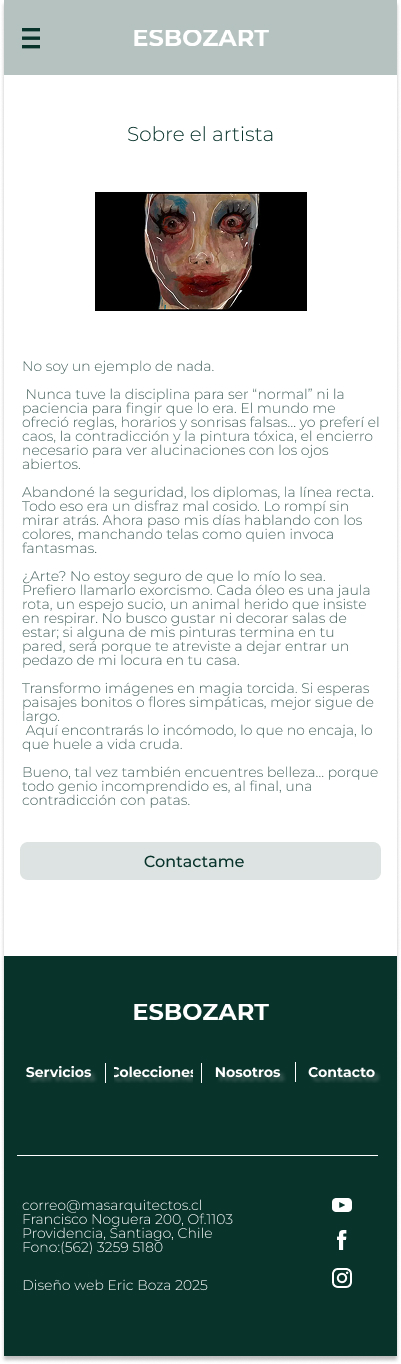 ESBOZART
Sobre el artista
No soy un ejemplo de nada.
Nunca tuve la disciplina para ser “normal” ni la
paciencia para fingir que lo era. El mundo me
ofreció reglas, horarios y sonrisas falsas… yo preferí el
caos, la contradicción y la pintura tóxica, el encierro
necesario para ver alucinaciones con los ojos
abiertos.
Abandoné la seguridad, los diplomas, la línea recta.
Todo eso era un disfraz mal cosido. Lo rompí sin
mirar atrás. Ahora paso mis días hablando con los
colores, manchando telas como quien invoca
fantasmas.
¿Arte? No estoy seguro de que lo mío lo sea.
Prefiero llamarlo exorcismo. Cada óleo es una jaula
rota, un espejo sucio, un animal herido que insiste
en respirar. No busco gustar ni decorar salas de
estar; si alguna de mis pinturas termina en tu
pared, será porque te atreviste a dejar entrar un
pedazo de mi locura en tu casa.
Transformo imágenes en magia torcida. Si esperas
paisajes bonitos o flores simpáticas, mejor sigue de
largo.
Aquí encontrarás lo incómodo, lo que no encaja, lo
que huele a vida cruda.
Bueno, tal vez también encuentres belleza… porque
todo genio incomprendido es, al final, una
contradicción con patas.
Contactame
ESBOZART
Servicios Colecciones Nosotros Contacto
correo@masarquitectos.cl
Francisco Noguera 200, Of.1103
Providencia, Santiago, Chile
Fono:(562) 3259 5180
Diseño web Eric Boza 2025